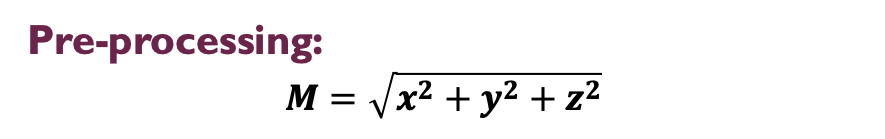 Pre-processing:
M = √x² + y² + z²